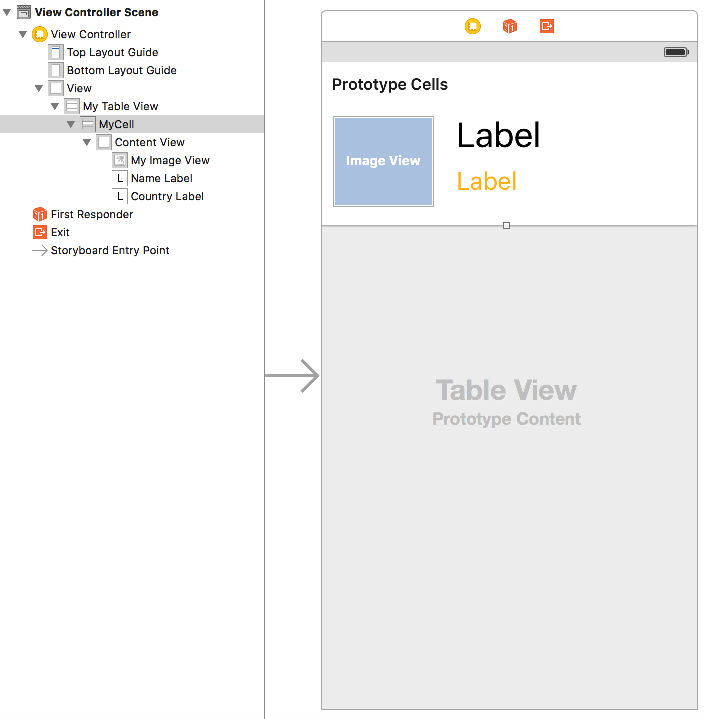 View Controller Scene
View Controller
Top Layout Guide
Bottom Layout Guide
View
My Table View
MyCell
Content View
My Image View
L Name Label
L Country Label
First Responder
Exit
Storyboard Entry Point
Prototype Cells
Image View
Label
Label
Table View
Prototype Content